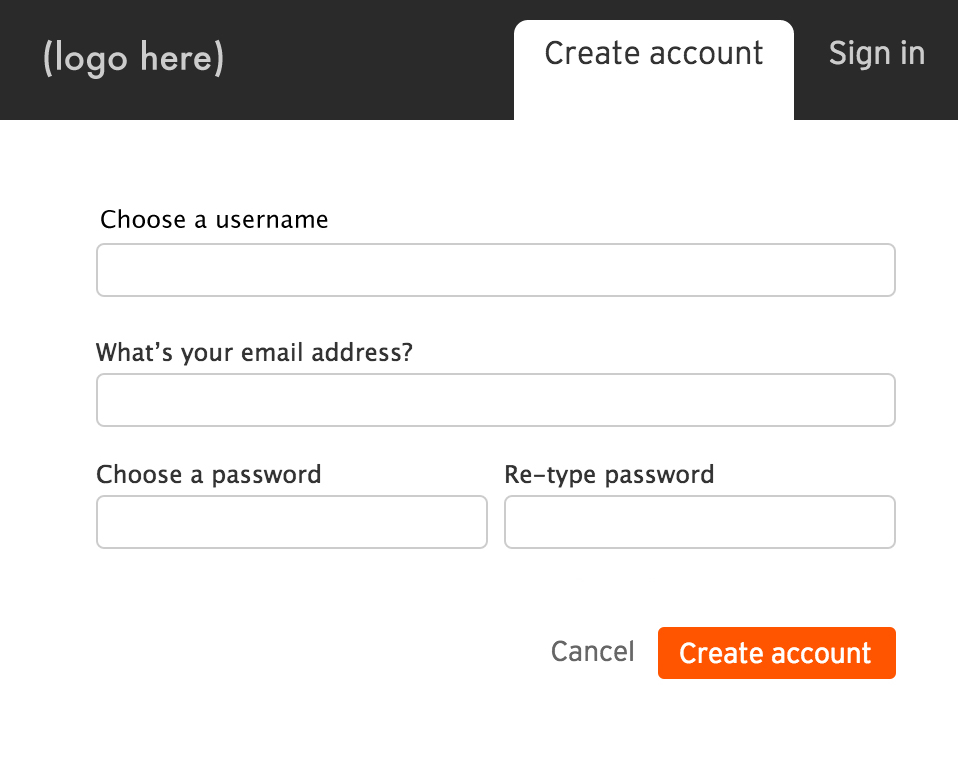 (logo here)
Create account
Sign in
Choose a username
What’s your email address?
Choose a password
Re-type password
Cancel
Create account